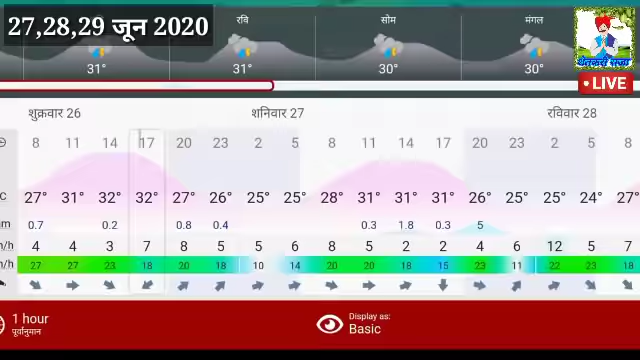 27,28,29 जून 2020
रवि सोम मंगल
31° 31° 30° 30°
शेतकरी राजा
• LIVE
शुक्रवार 26 शनिवार 27 रविवार 28
8 11 14 17 20 23 2 5 8 11 14 17 20 23 2 5 8
C 27° 31° 32° 32° 27° 26° 25° 25° 28° 31° 31° 31° 26° 25° 25° 24° 27°
m 0.7 0.2 0.8 0.4 0.3 1.8 0.3 5
/h 4 4 3 7 8 5 5 6 8 5 2 2 4 6 12 5 7
/h 27 27 23 18 20 18 10 14 20 20 18 15 23 11 22 23 18
1 hour
पूर्वानुमान
Display as:
Basic